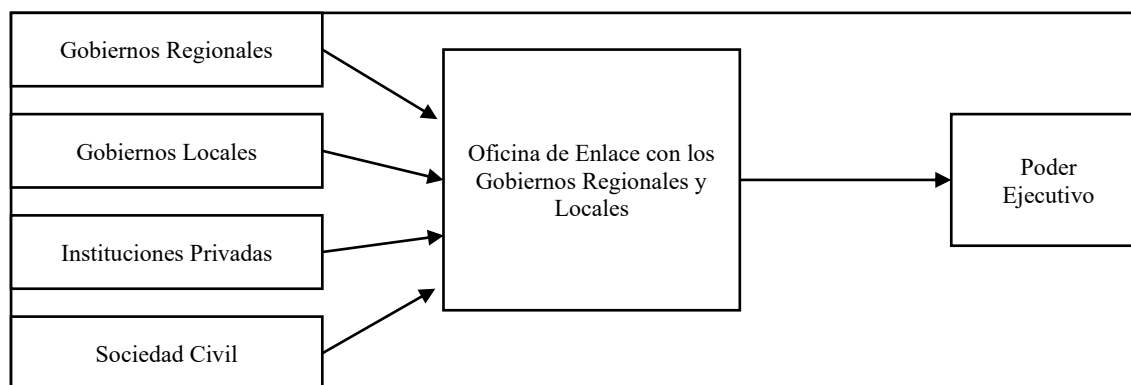 Gobiernos Regionales
Gobiernos Locales
Instituciones Privadas
Sociedad Civil
Oficina de Enlace con los
Gobiernos Regionales y
Locales
Poder
Ejecutivo